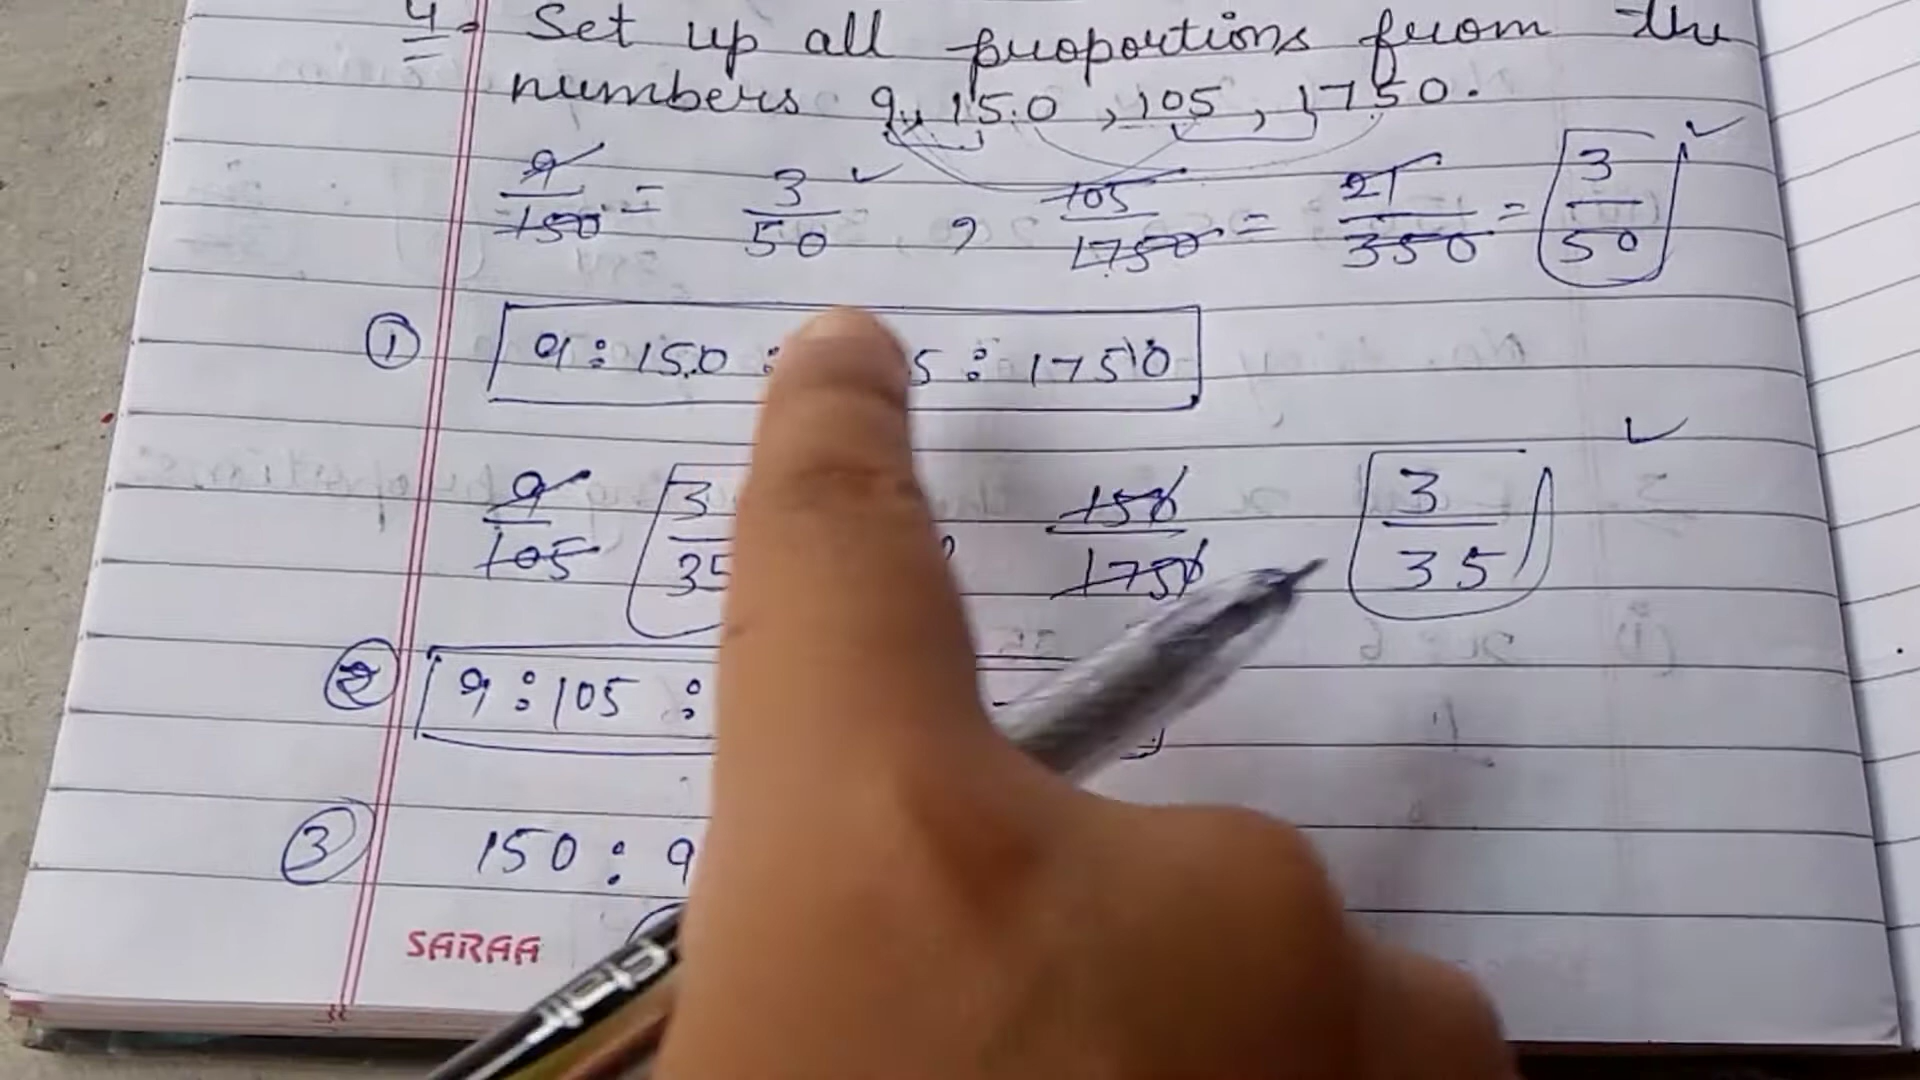 4. Set up all proportions from the
numbers 9, 150, 105, 1750.
9/150 = 3/50 , 105/1750 = 21/350 = 3/50
① 9 : 150 : 5 : 1750
9/105 3/35 , 150/1750 3/35
② 9 : 105 :
③ 150 : 9
SARAA